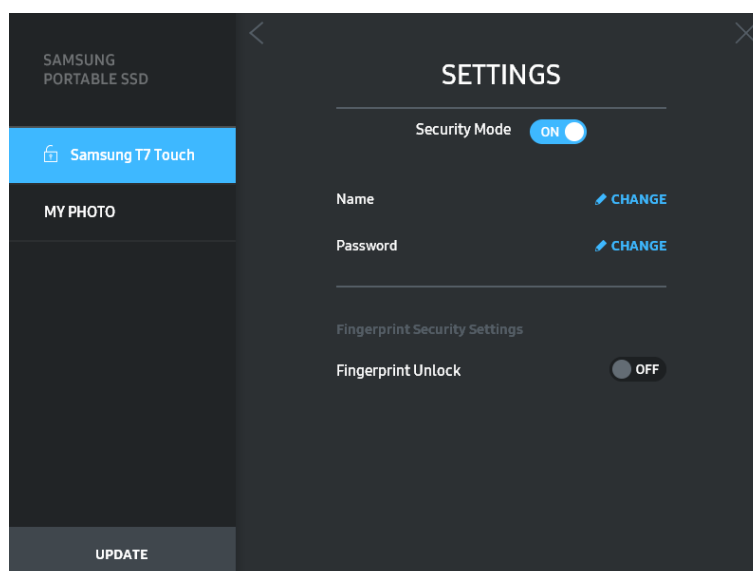 SAMSUNG
PORTABLE SSD
Samsung T7 Touch
MY PHOTO
UPDATE
SETTINGS
Security Mode ON
Name CHANGE
Password CHANGE
Fingerprint Security Settings
Fingerprint Unlock OFF